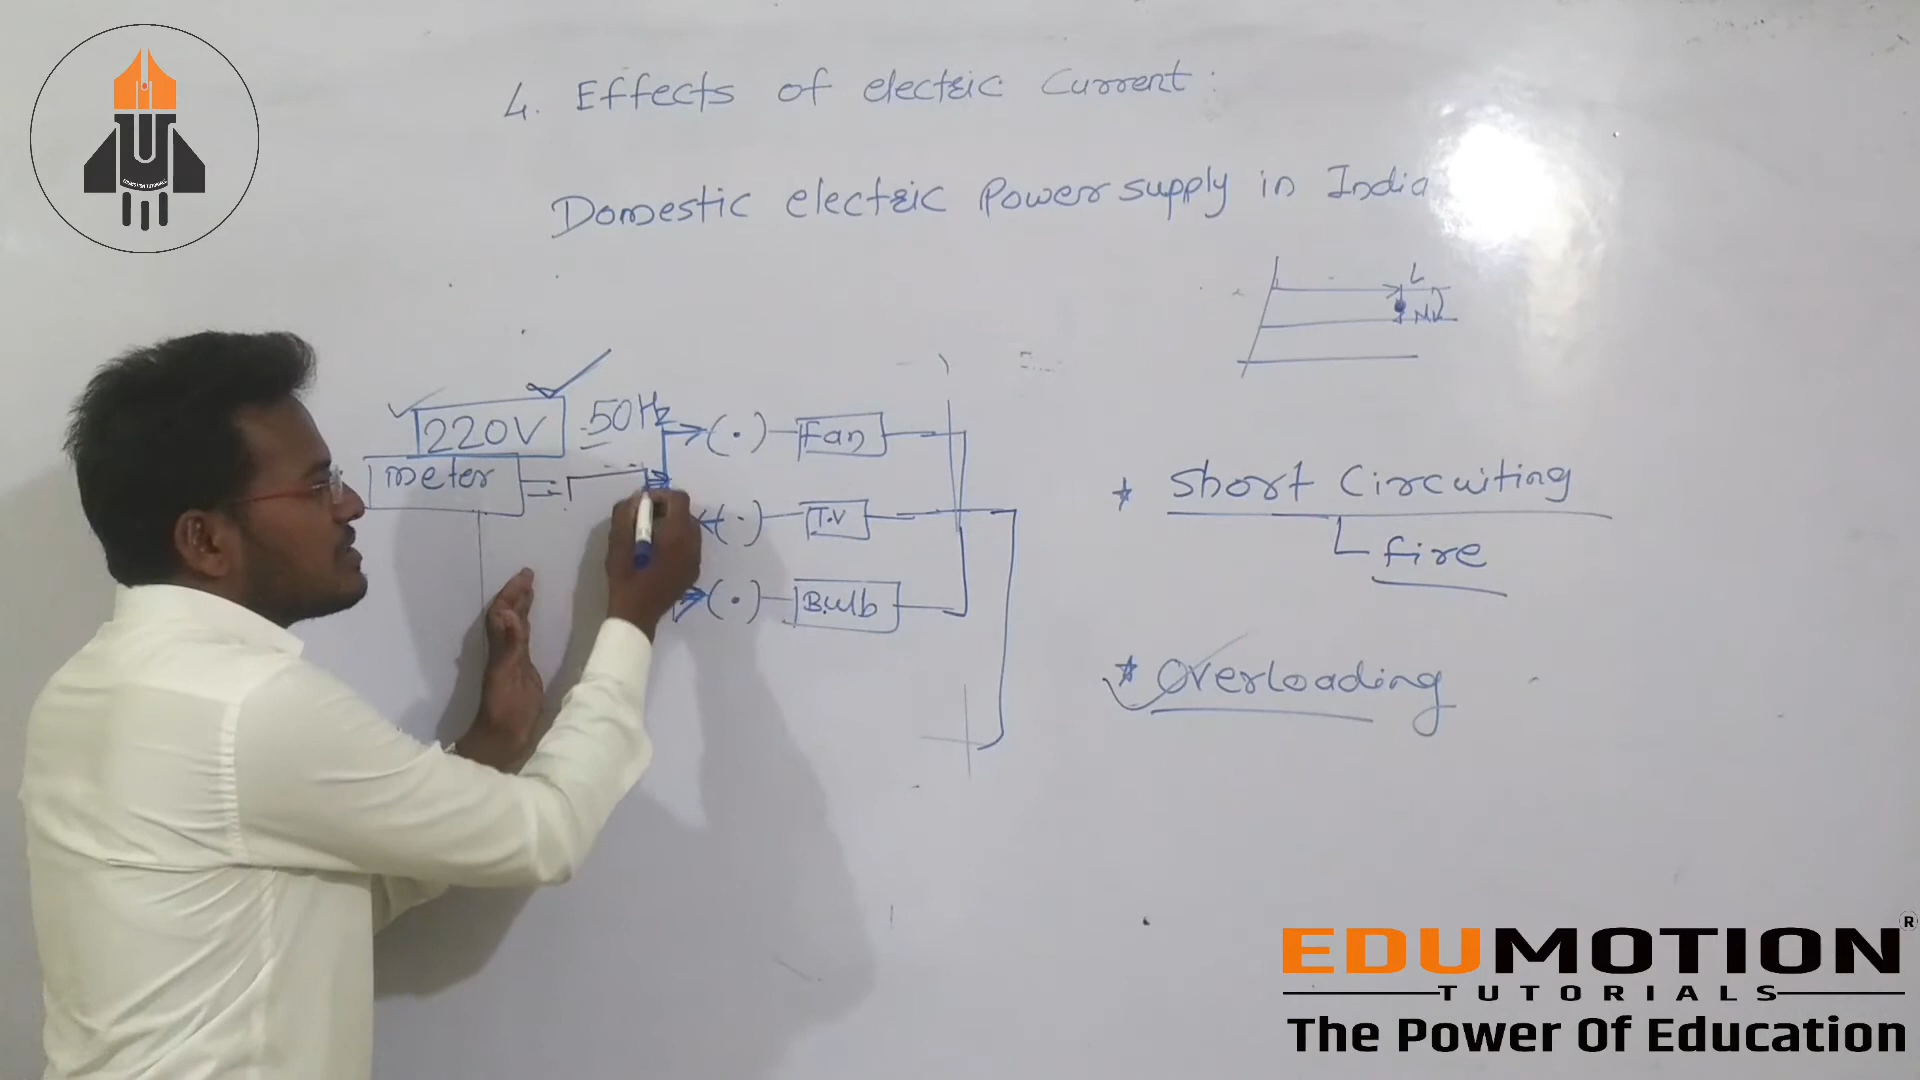 4. Effects of electric Current:
Domestic electric Power supply in India
L
N
220V 50Hz
meter
(.) Fan
(.) T.V
(.) Bulb
* Short Circuiting
fire
* Overloading
EDUMOTION ®
TUTORIALS
The Power Of Education